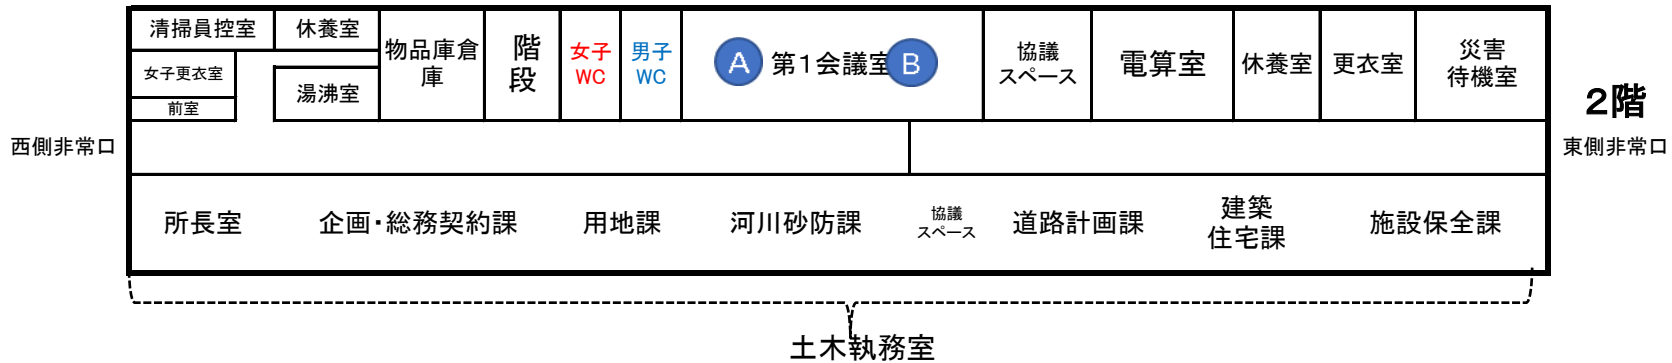 清掃員控室
休養室
女子更衣室
前室
湯沸室
物品庫倉
庫
階
段
女子
WC
男子
WC
A 第1会議室 B
協議
スペース
電算室
休養室
更衣室
災害
待機室
2階
西側非常口
東側非常口
所長室
企画・総務契約課
用地課
河川砂防課
協議
スペース
道路計画課
建築
住宅課
施設保全課
土木執務室